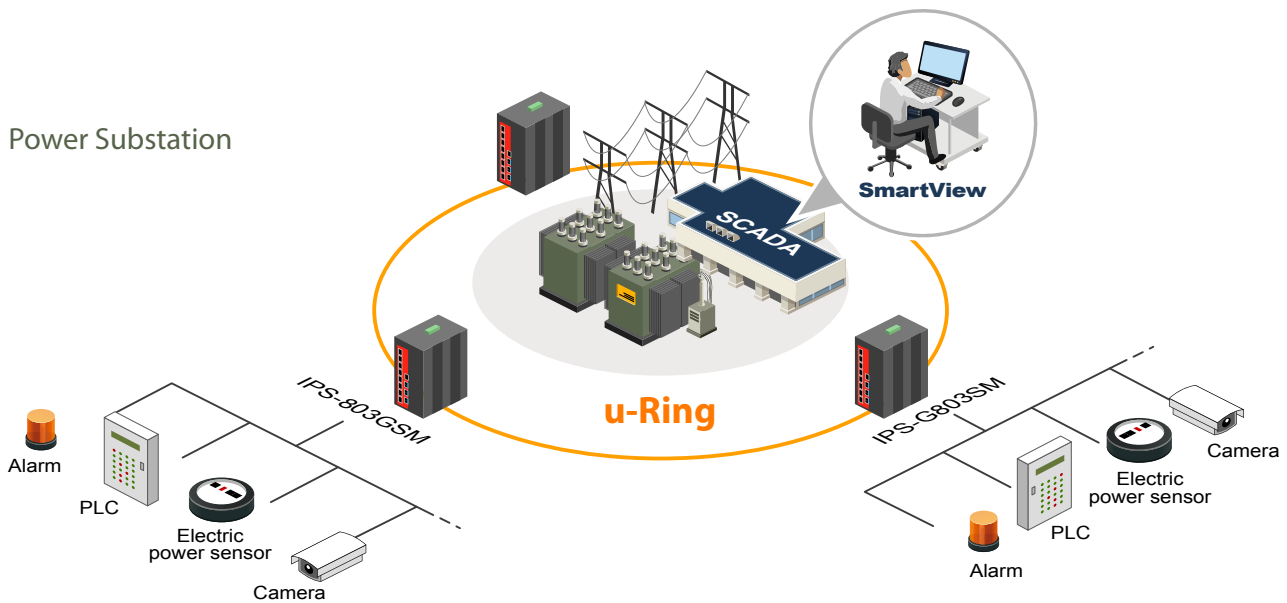 Power Substation
SmartView
SCADA
u-Ring
IPS-803GSM
IPS-G803SM
Alarm
PLC
Electric
power sensor
Camera
Camera
Electric
power sensor
PLC
Alarm